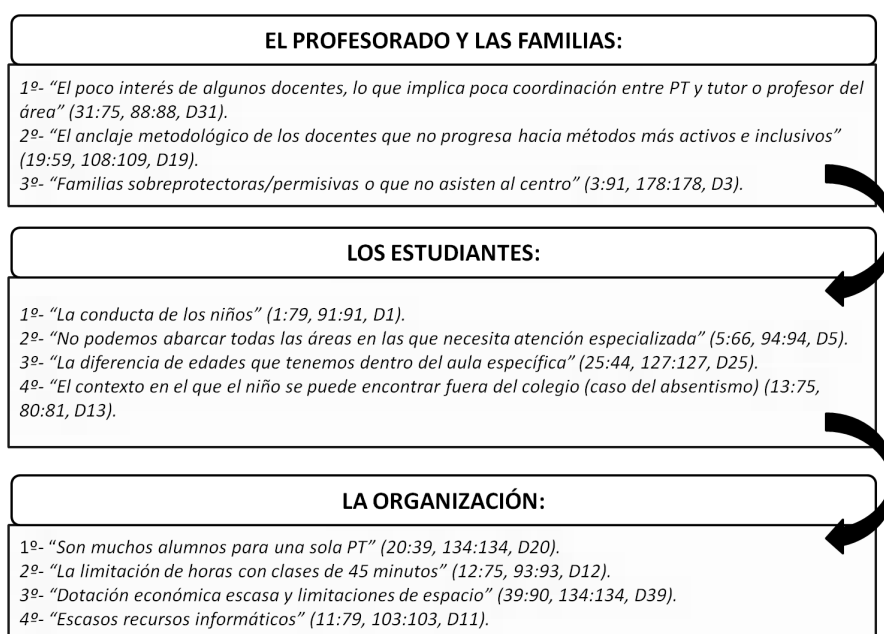 EL PROFESORADO Y LAS FAMILIAS:
1º- “El poco interés de algunos docentes, lo que implica poca coordinación entre PT y tutor o profesor del
área” (31:75, 88:88, D31).
2º- “El anclaje metodológico de los docentes que no progresa hacia métodos más activos e inclusivos”
(19:59, 108:109, D19).
3º- “Familias sobreprotectoras/permisivas o que no asisten al centro” (3:91, 178:178, D3).
LOS ESTUDIANTES:
1º- “La conducta de los niños” (1:79, 91:91, D1).
2º- “No podemos abarcar todas las áreas en las que necesita atención especializada” (5:66, 94:94, D5).
3º- “La diferencia de edades que tenemos dentro del aula específica” (25:44, 127:127, D25).
4º- “El contexto en el que el niño se puede encontrar fuera del colegio (caso del absentismo) (13:75,
80:81, D13).
LA ORGANIZACIÓN:
1º- “Son muchos alumnos para una sola PT” (20:39, 134:134, D20).
2º- “La limitación de horas con clases de 45 minutos” (12:75, 93:93, D12).
3º- “Dotación económica escasa y limitaciones de espacio” (39:90, 134:134, D39).
4º- “Escasos recursos informáticos” (11:79, 103:103, D11).